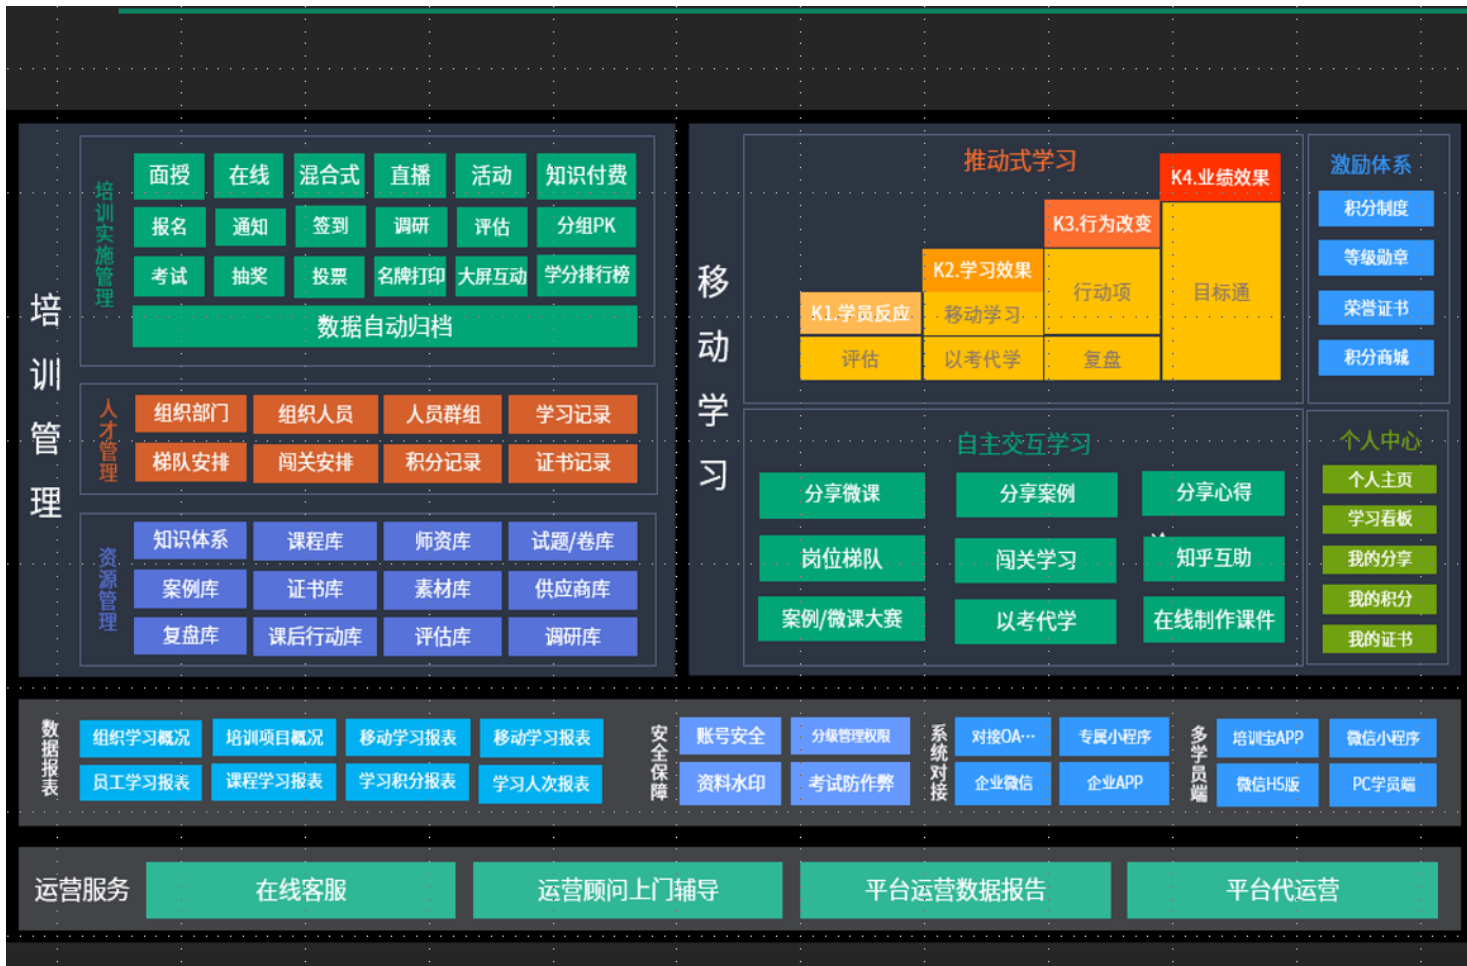 培训管理
培训实施管理
面授 在线 混合式 直播 活动 知识付费
报名 通知 签到 调研 评估 分组PK
考试 抽奖 投票 名牌打印 大屏互动 学分排行榜
数据自动归档
人才管理
组织部门 组织人员 人员群组 学习记录
梯队安排 闯关安排 积分记录 证书记录
资源管理
知识体系 课程库 师资库 试题/卷库
案例库 证书库 素材库 供应商库
复盘库 课后行动库 评估库 调研库
移动学习
推动式学习
K4.业绩效果
K3.行为改变
K2.学习效果
K1.学员反应 移动学习 行动项 目标通
评估 以考代学 复盘
自主交互学习
分享微课 分享案例 分享心得
岗位梯队 闯关学习 知乎互助
案例/微课大赛 以考代学 在线制作课件
激励体系
积分制度
等级勋章
荣誉证书
积分商城
个人中心
个人主页
学习看板
我的分享
我的积分
我的证书
数据报表
组织学习概况 培训项目概况 移动学习报表 移动学习报表
员工学习报表 课程学习报表 学习积分报表 学习人次报表
安全保障
账号安全 分级管理权限
资料水印 考试防作弊
系统对接
对接OA… 专属小程序
企业微信 企业APP
多学员端
培训宝APP 微信小程序
微信H5版 PC学员端
运营服务 在线客服 运营顾问上门辅导 平台运营数据报告 平台代运营